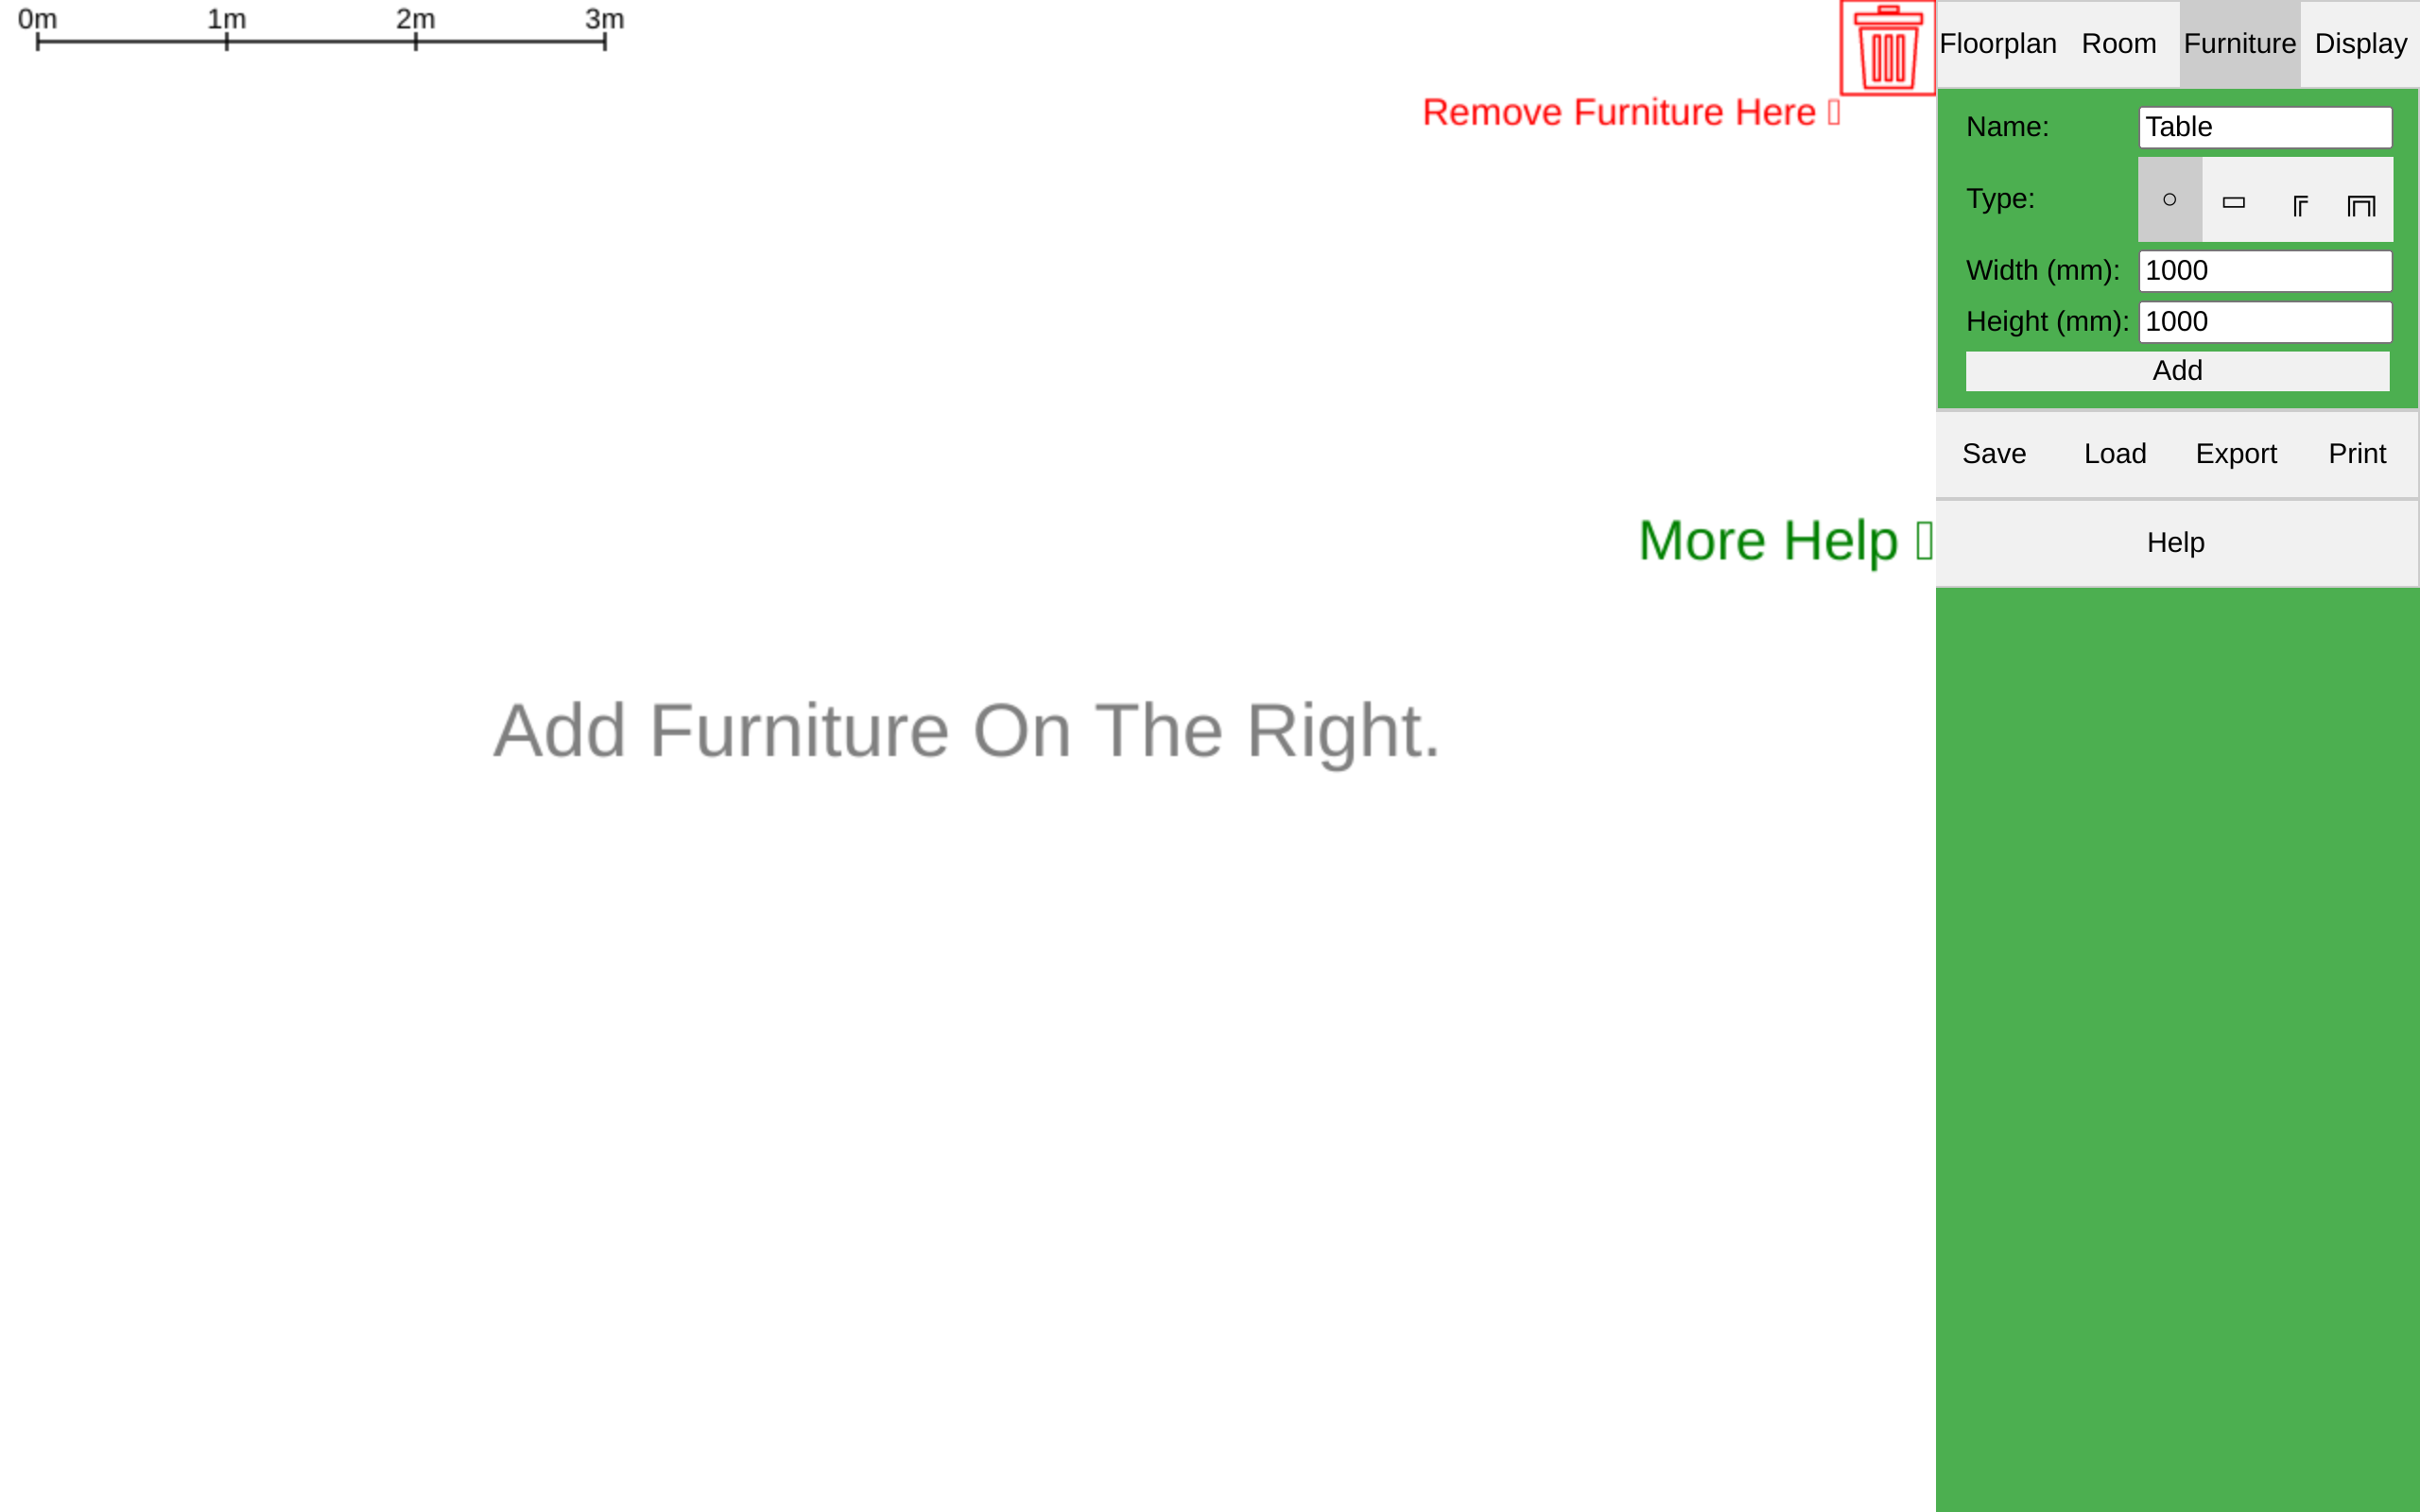 0m 1m 2m 3m
Remove Furniture Here
Floorplan Room Furniture Display
Name: Table
Type: ○ ▭ ╔ ╔╗
Width (mm): 1000
Height (mm): 1000
Add
Save Load Export Print
More Help
Help
Add Furniture On The Right.